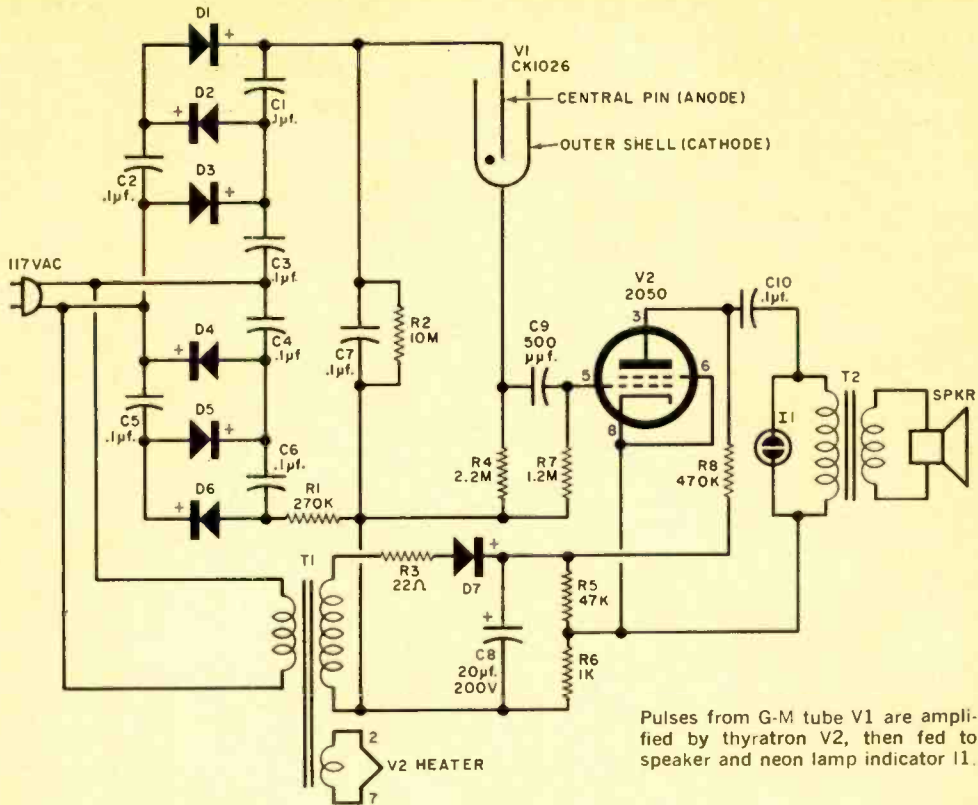 D1
V1
CK1026
CENTRAL PIN (ANODE)
OUTER SHELL (CATHODE)
C1
.1µf.
D2
C2
.1µf.
D3
C3
.1µf.
117VAC
C4
.1µf
D4
C5
.1µf.
D5
C6
.1µf.
D6
R1
270K
C7
.1µf.
R2
10M
C9
500
µµf.
V2
2050
3
5
6
8
C10
.1µf.
R4
2.2M
R7
1.2M
R8
470K
I1
T2
SPKR
T1
R3
22Ω
D7
C8
20µf.
200V
R5
47K
R6
1K
2
V2 HEATER
7
Pulses from G-M tube V1 are ampli-
fied by thyratron V2, then fed to
speaker and neon lamp indicator I1.